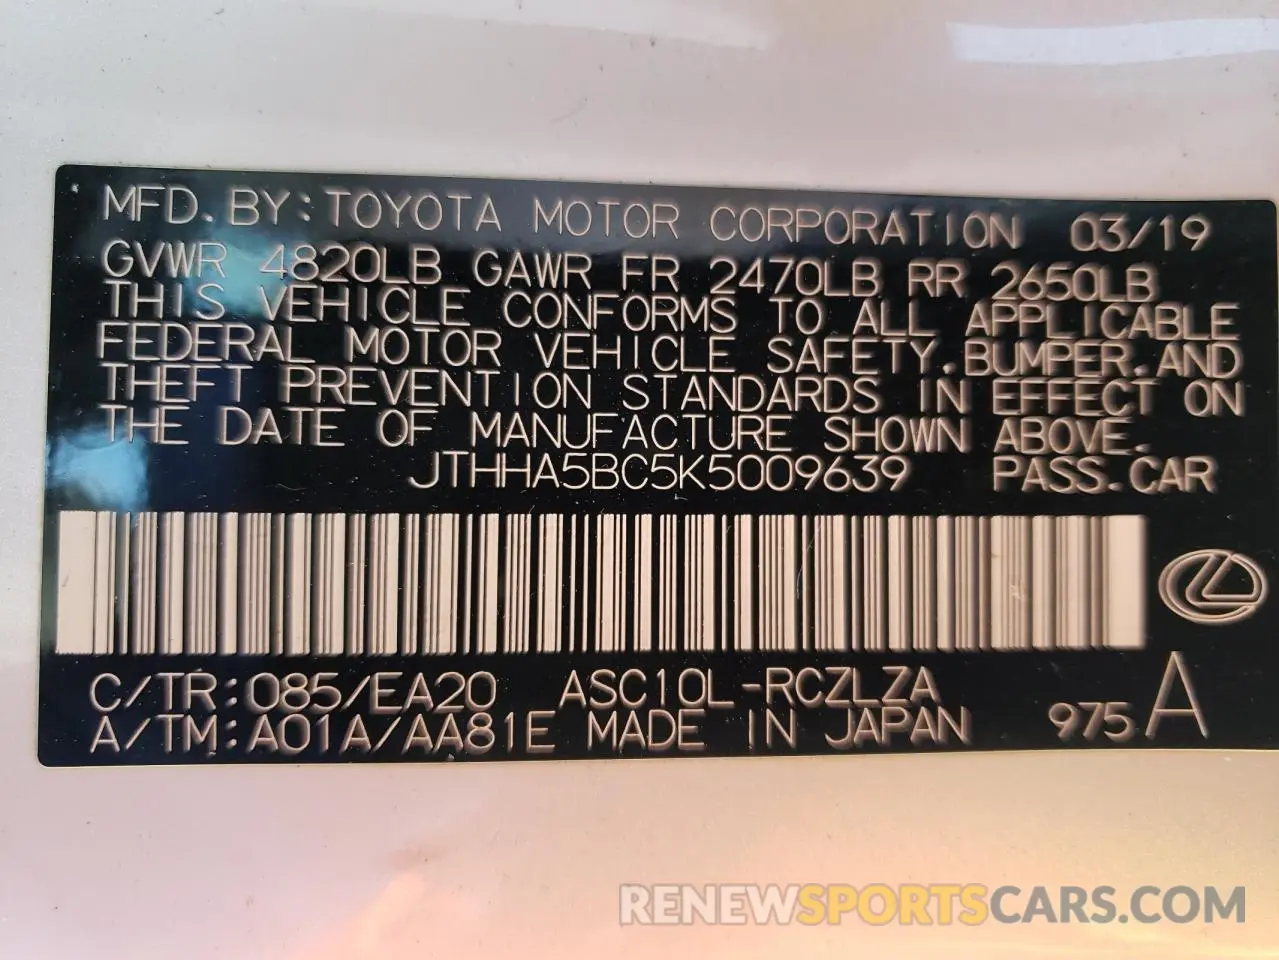 MFD. BY: TOYOTA MOTOR CORPORATION 03/19
GVWR 4820LB GAWR FR 2470LB RR 2650LB
THIS VEHICLE CONFORMS TO ALL APPLICABLE
FEDERAL MOTOR VEHICLE SAFETY, BUMPER, AND
THEFT PREVENTION STANDARDS IN EFFECT ON
THE DATE OF MANUFACTURE SHOWN ABOVE.
JTHHA5BC5K5009639 PASS. CAR
C/TR: 085/EA20 ASC10L-RCZLZA
A/TM: A01A/AA81E MADE IN JAPAN 975 A
RENEWSPORTSCARS.COM